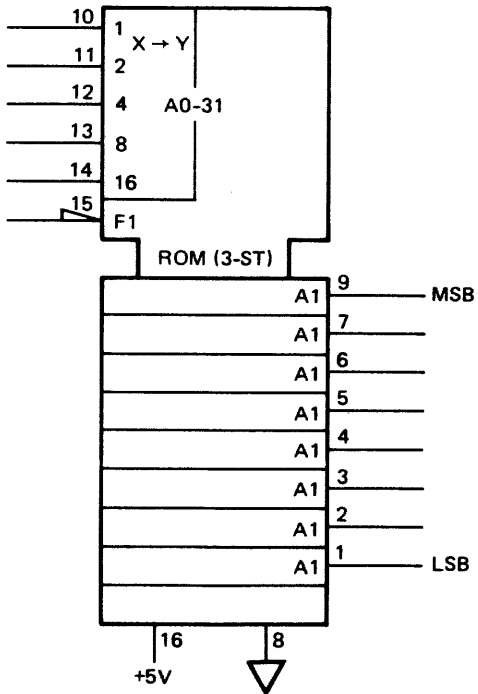 10 1
X → Y
11 2
12 4
A0-31
13 8
14 16
15 F1
ROM (3-ST)
A1 9 MSB
A1 7
A1 6
A1 5
A1 4
A1 3
A1 2
A1 1 LSB
16 8
+5V